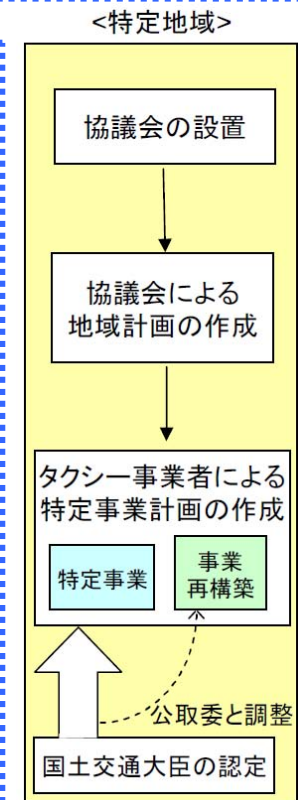 <特定地域>
協議会の設置
協議会による
地域計画の作成
タクシー事業者による
特定事業計画の作成
特定事業
事業
再構築
公取委と調整
国土交通大臣の認定